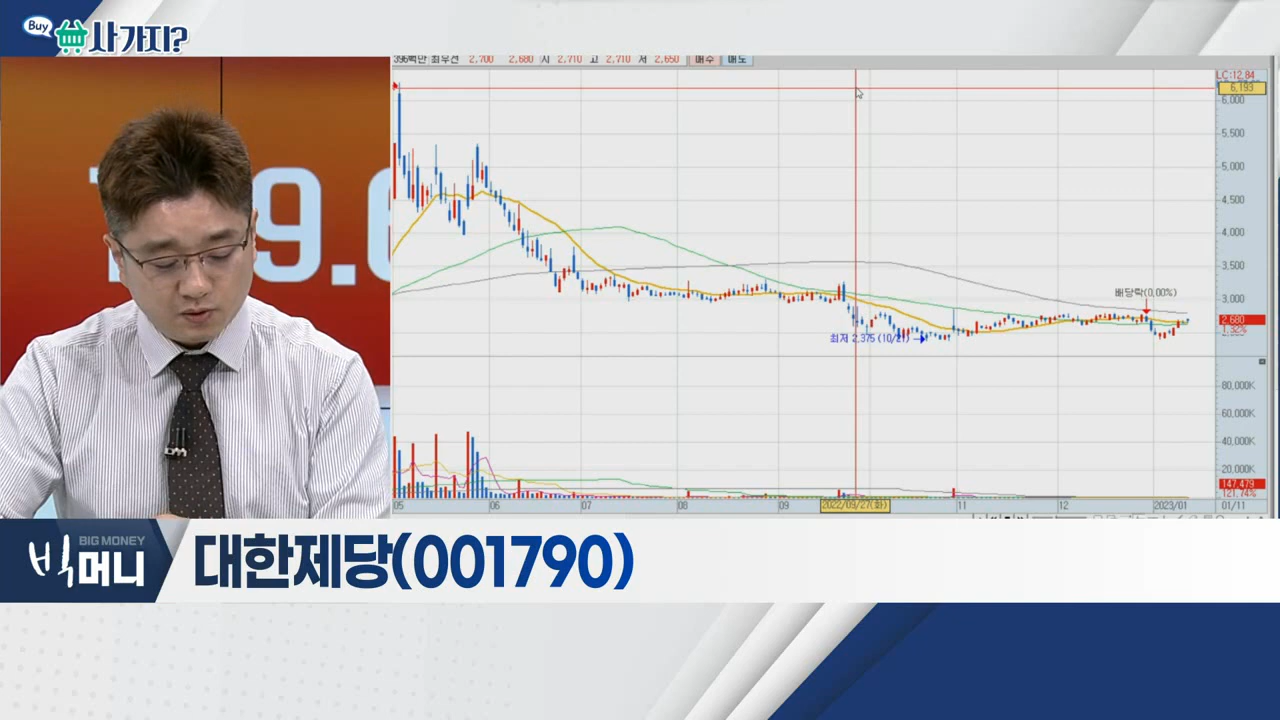 Buy 사 가지?
396백만 최우선 2,700 2,680 시 2,710 고 2,710 저 2,650 매수 매도
LC:12.84
6,193
6,000
5,500
5,000
4,500
4,000
3,500
3,000
배당락(0.00%)
2,680
1.32%
최저 2,375 (10/21)
80,000K
60,000K
40,000K
20,000K
147,479
121.74%
05 06 07 08 09 2022/09/27(화) 11 12 2023/01 01/11
BIG MONEY
빅머니
대한제당(001790)